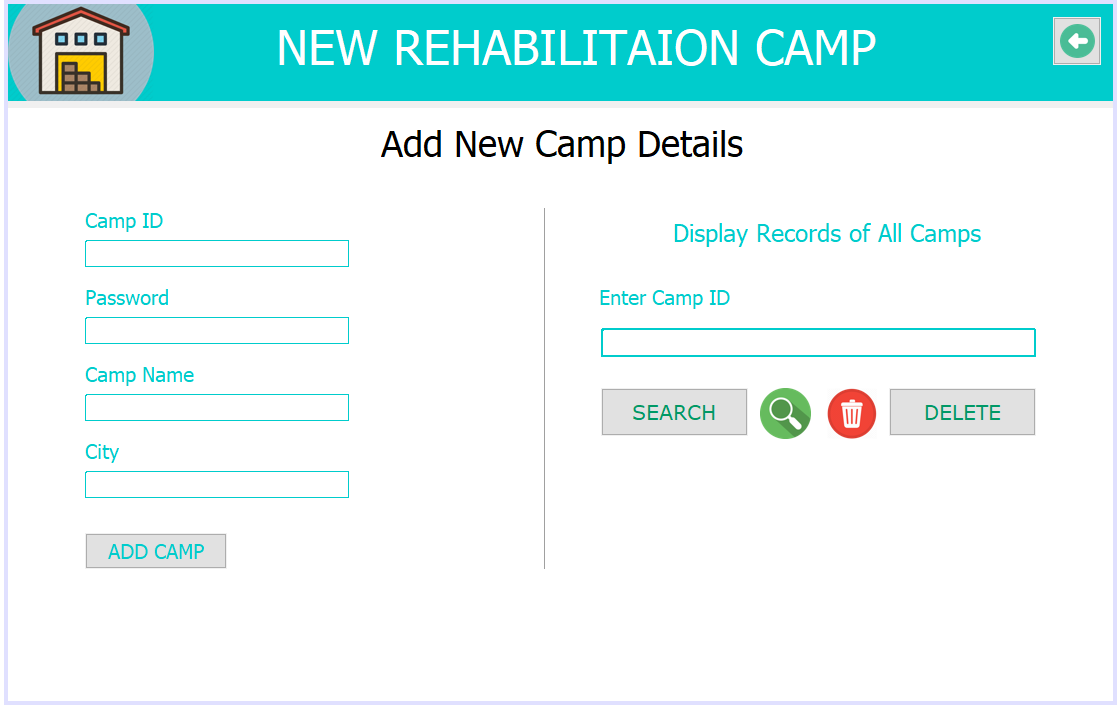 NEW REHABILITAION CAMP
Add New Camp Details
Camp ID
Password
Camp Name
City
ADD CAMP
Display Records of All Camps
Enter Camp ID
SEARCH
DELETE